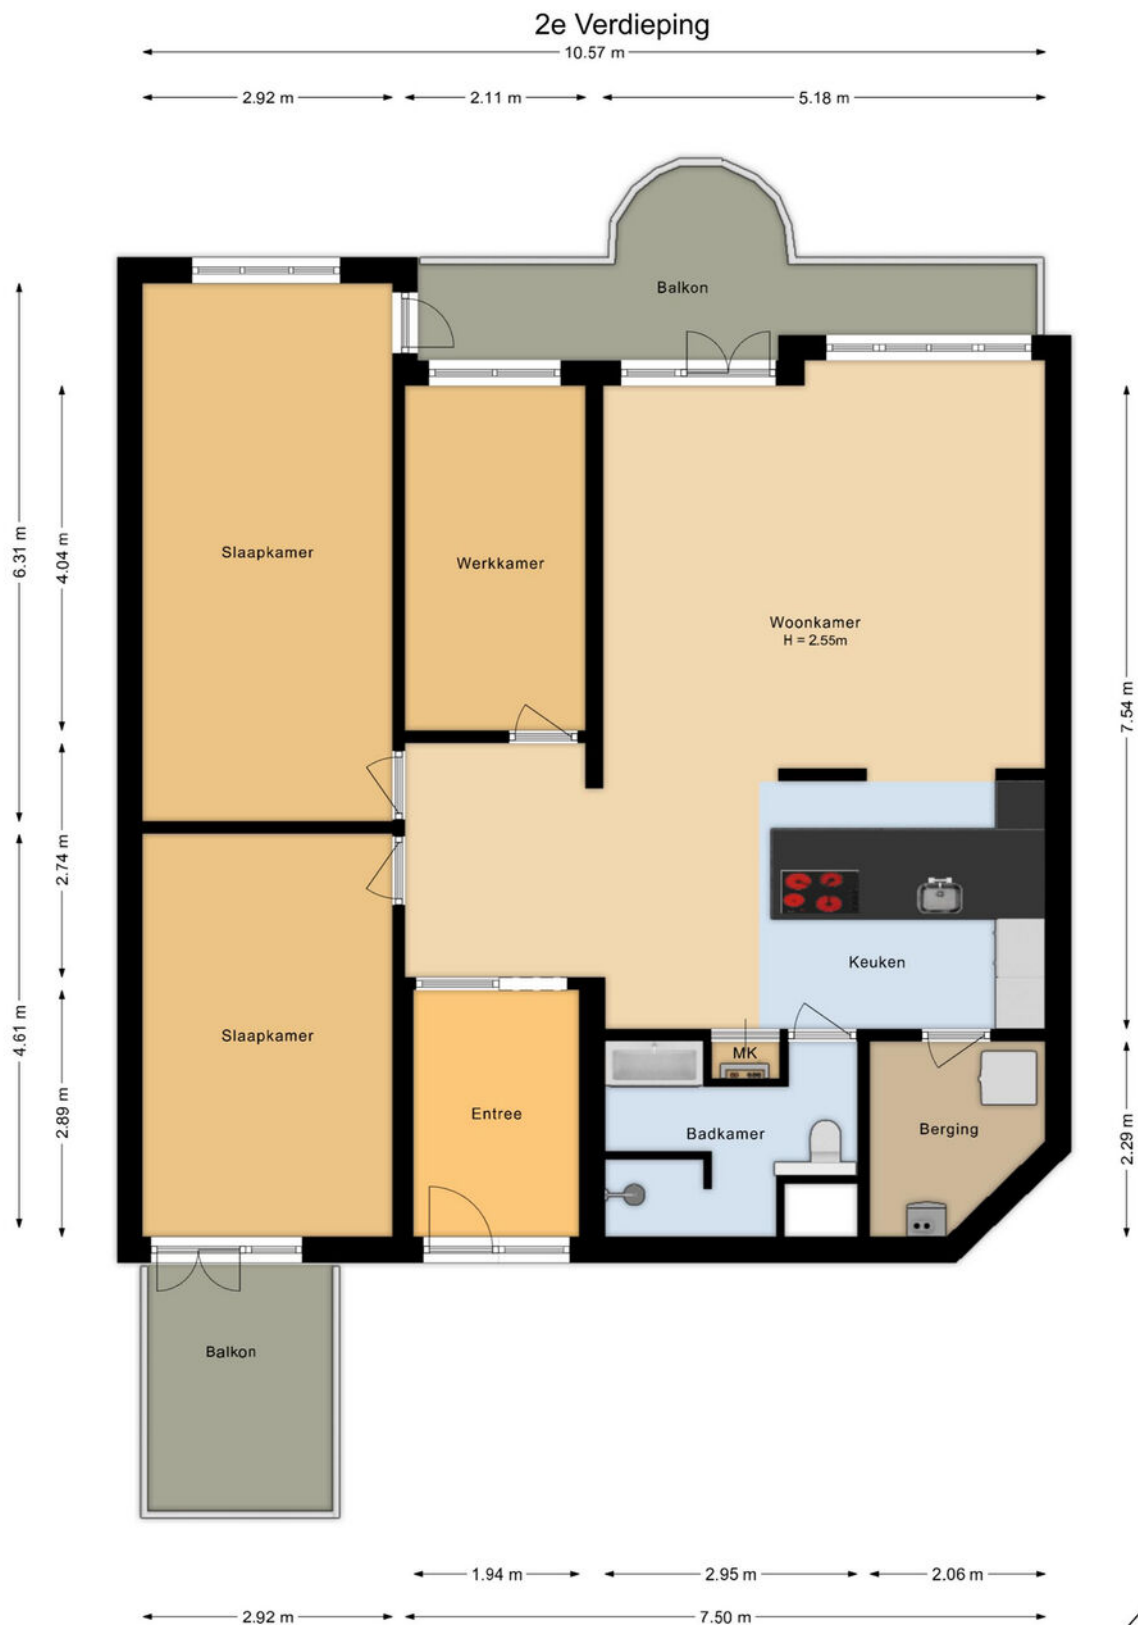 2e Verdieping
10.57 m
2.92 m
2.11 m
5.18 m
Balkon
6.31 m
4.04 m
Slaapkamer
Werkkamer
Woonkamer
H = 2.55m
7.54 m
2.74 m
Keuken
4.61 m
Slaapkamer
MK
2.89 m
Entree
Badkamer
Berging
2.29 m
Balkon
1.94 m
2.95 m
2.06 m
2.92 m
7.50 m